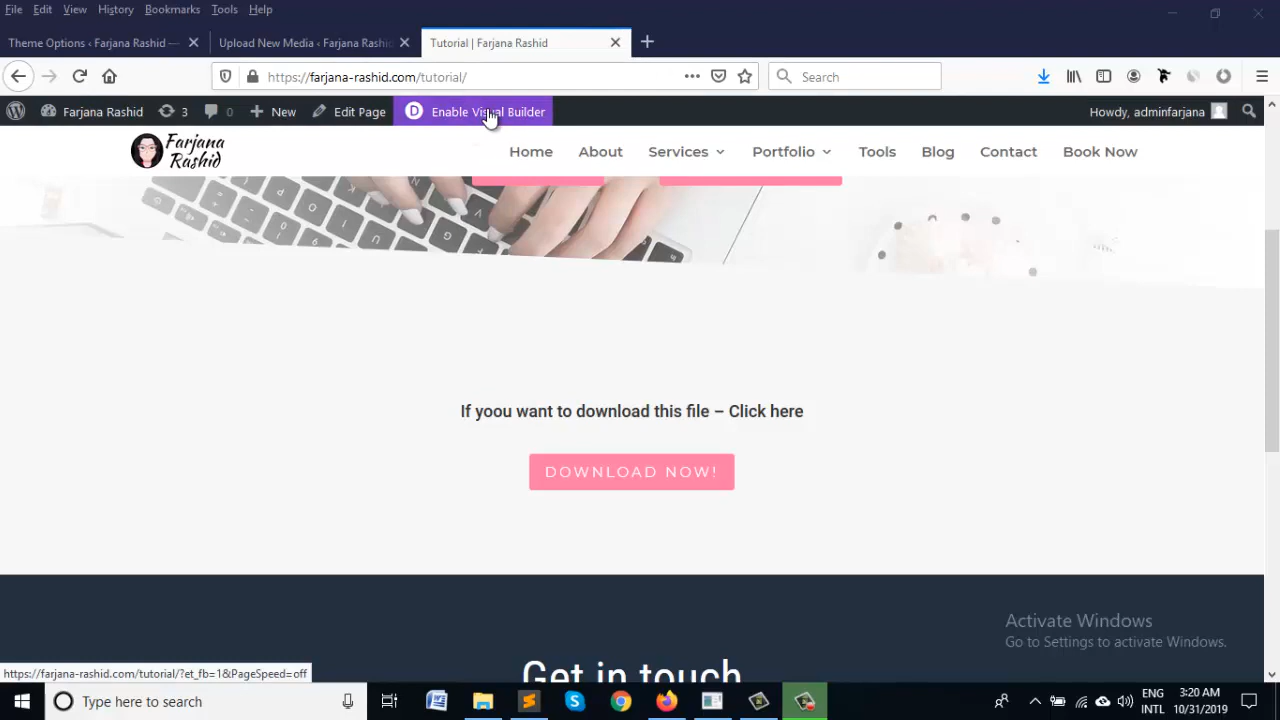 File Edit View History Bookmarks Tools Help
Theme Options ‹ Farjana Rashid —
Upload New Media ‹ Farjana Rashid
Tutorial | Farjana Rashid
https://farjana-rashid.com/tutorial/
Search
Farjana Rashid 3 0 New Edit Page Enable Visual Builder Howdy, adminfarjana
Farjana
Rashid
Home About Services Portfolio Tools Blog Contact Book Now
If yoou want to download this file – Click here
DOWNLOAD NOW!
Get in touch
Activate Windows
Go to Settings to activate Windows.
https://farjana-rashid.com/tutorial/?et_fb=1&PageSpeed=off
Type here to search
ENG
INTL
3:20 AM
10/31/2019